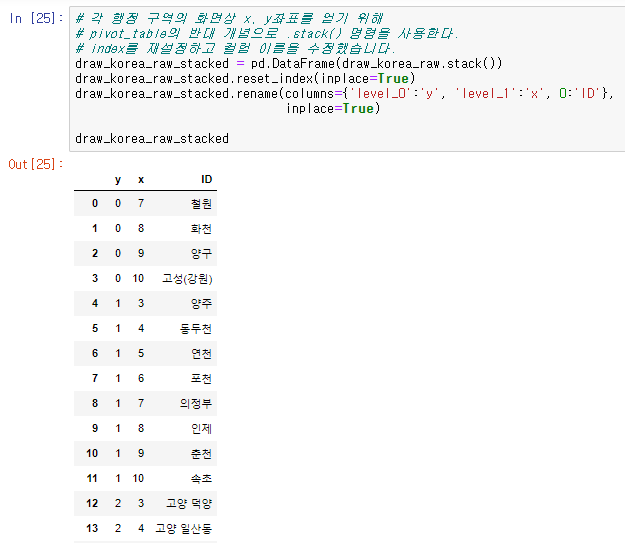 In [25]:
# 각 행정 구역의 화면상 x, y좌표를 얻기 위해
# pivot_table의 반대 개념으로 .stack() 명령을 사용한다.
# index를 재설정하고 컬럼 이름을 수정했습니다.
draw_korea_raw_stacked = pd.DataFrame(draw_korea_raw.stack())
draw_korea_raw_stacked.reset_index(inplace=True)
draw_korea_raw_stacked.rename(columns={'level_0':'y', 'level_1':'x', 0:'ID'},
inplace=True)
draw_korea_raw_stacked
Out[25]:
y x ID
0 0 7 철원
1 0 8 화천
2 0 9 양구
3 0 10 고성(강원)
4 1 3 양주
5 1 4 동두천
6 1 5 연천
7 1 6 포천
8 1 7 의정부
9 1 8 인제
10 1 9 춘천
11 1 10 속초
12 2 3 고양 덕양
13 2 4 고양 일산동